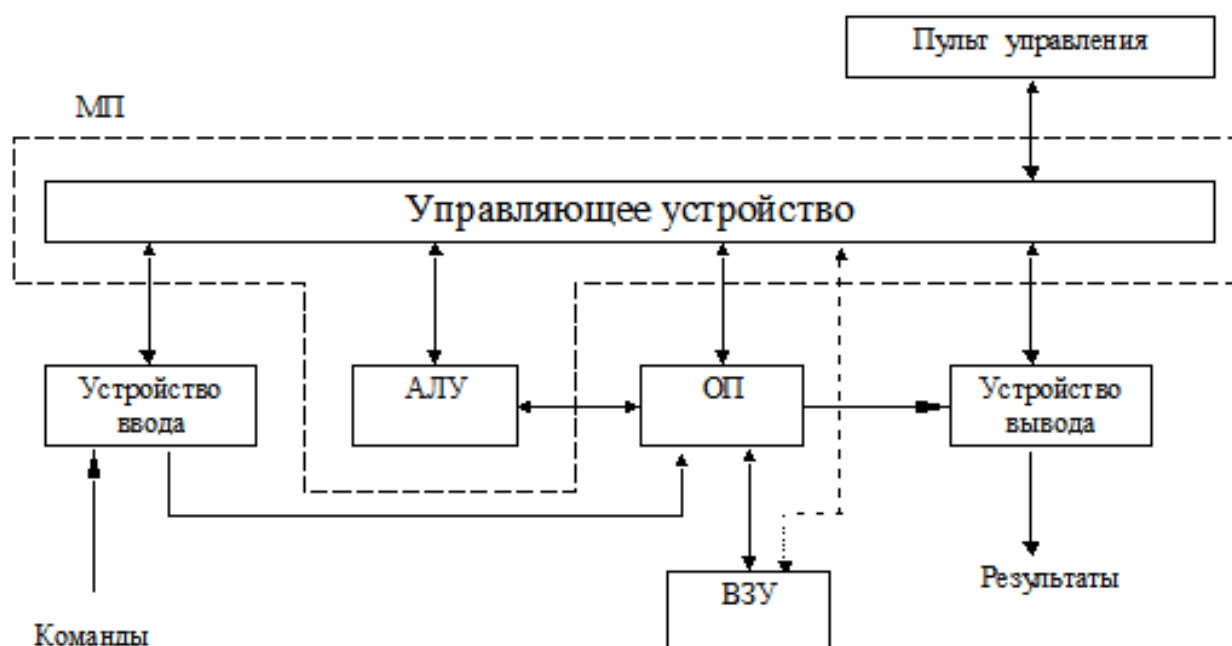 Пульт управления
МП
Управляющее устройство
Устройство
ввода
АЛУ
ОП
Устройство
вывода
ВЗУ
Результаты
Команды